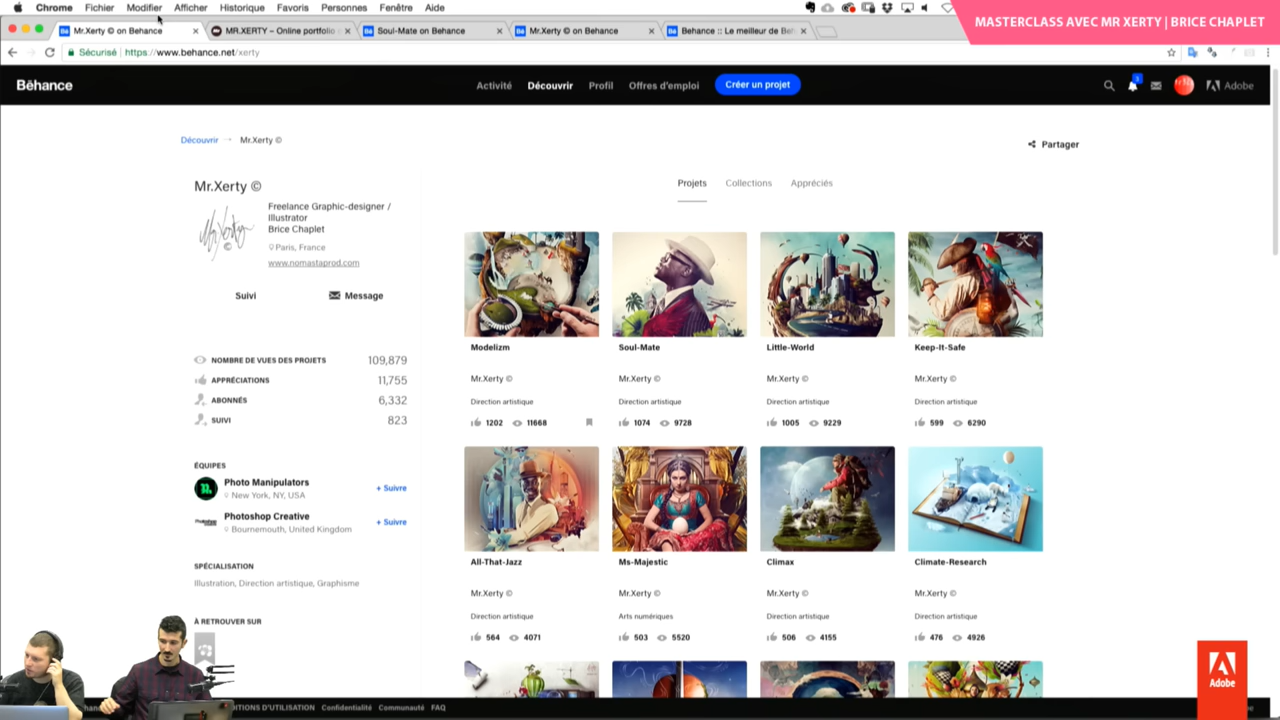 Chrome Fichier Modifier Afficher Historique Favoris Personnes Fenêtre Aide
MASTERCLASS AVEC MR XERTY | BRICE CHAPLET
Mr.Xerty © on Behance
MR.XERTY – Online portfolio
Soul-Mate on Behance
Mr.Xerty © on Behance
Behance :: Le meilleur de
Sécurisé https://www.behance.net/xerty
Bēhance
Activité Découvrir Profil Offres d'emploi Créer un projet
3
Adobe
Découvrir → Mr.Xerty ©
Partager
Mr.Xerty ©
Freelance Graphic-designer /
Illustrator
Brice Chaplet
Paris, France
www.nomastaprod.com
Suivi Message
NOMBRE DE VUES DES PROJETS 109,879
APPRÉCIATIONS 11,755
ABONNÉS 6,332
SUIVI 823
ÉQUIPES
Photo Manipulators
New York, NY, USA
+ Suivre
Photoshop Creative
Bournemouth, United Kingdom
+ Suivre
SPÉCIALISATION
Illustration, Direction artistique, Graphisme
À RETROUVER SUR
Projets Collections Appréciés
Modelizm Soul-Mate Little-World Keep-It-Safe
Mr.Xerty © Mr.Xerty © Mr.Xerty © Mr.Xerty ©
Direction artistique Direction artistique Direction artistique Direction artistique
1202 11668 1074 9728 1005 9229 599 6290
All-That-Jazz Ms-Majestic Climax Climate-Research
Mr.Xerty © Mr.Xerty © Mr.Xerty © Mr.Xerty ©
Direction artistique Arts numériques Direction artistique Direction artistique
564 4071 503 5520 506 4155 476 4926
D'UTILISATION Confidentialité Communauté FAQ
Adobe